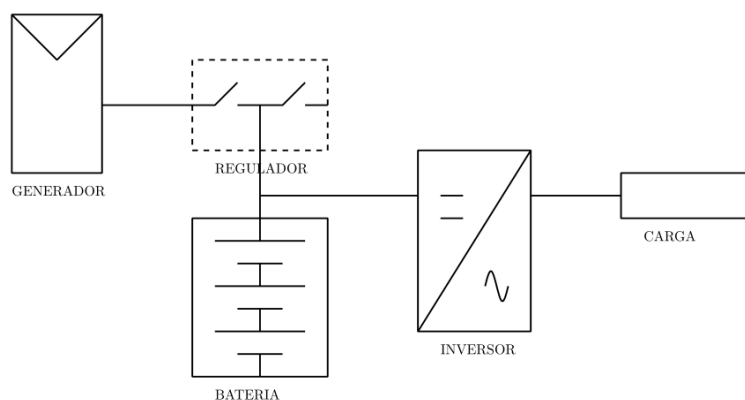 REGULADOR
GENERADOR
CARGA
INVERSOR
BATERIA